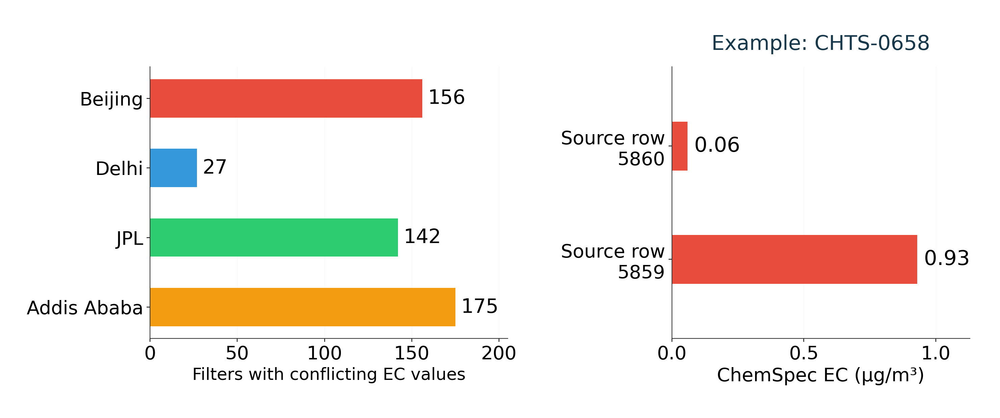 Beijing
156
Delhi
27
JPL
142
Addis Ababa
175
0
50
100
150
200
Filters with conflicting EC values
Example: CHTS-0658
Source row
5860
0.06
Source row
5859
0.93
0.0
0.5
1.0
ChemSpec EC (µg/m³)